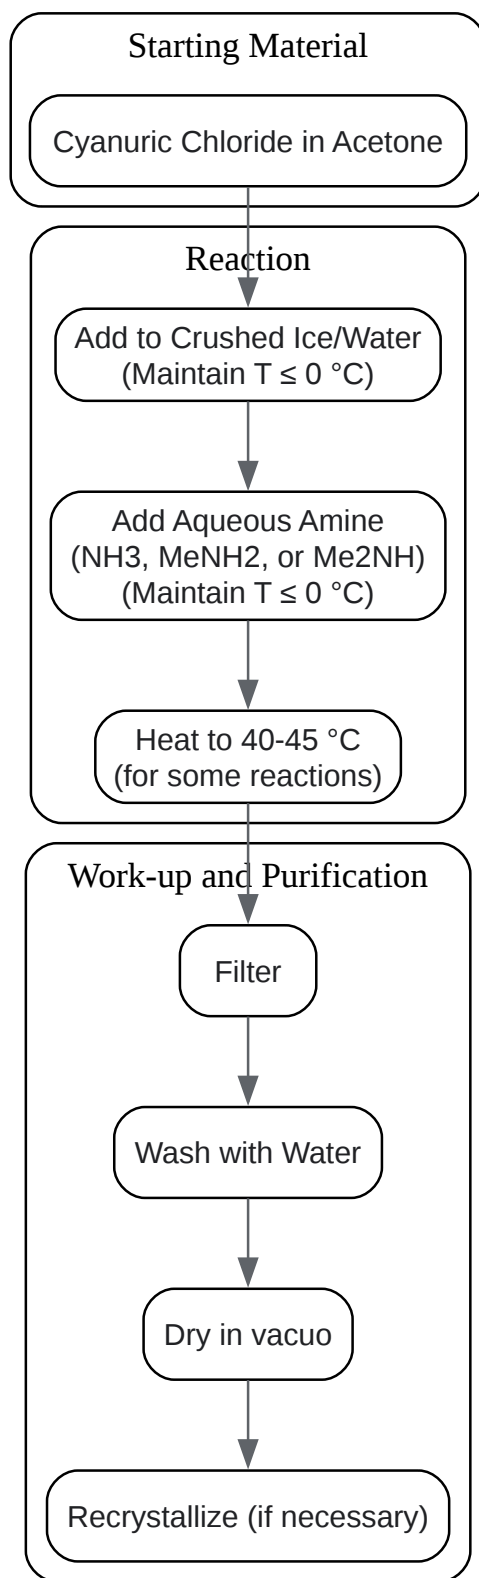 Starting Material
Cyanuric Chloride in Acetone
Reaction
Add to Crushed Ice/Water
(Maintain T ≤ 0 °C)
Add Aqueous Amine
(NH3, MeNH2, or Me2NH)
(Maintain T ≤ 0 °C)
Heat to 40-45 °C
(for some reactions)
Work-up and Purification
Filter
Wash with Water
Dry in vacuo
Recrystallize (if necessary)